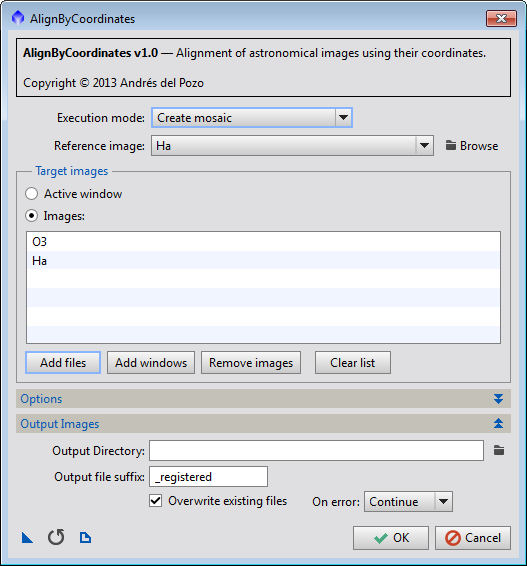 AlignByCoordinates
AlignByCoordinates v1.0 — Alignment of astronomical images using their coordinates.
Copyright © 2013 Andrés del Pozo
Execution mode: Create mosaic
Reference image: Ha Browse
Target images
Active window
Images:
O3
Ha
Add files Add windows Remove images Clear list
Options
Output Images
Output Directory:
Output file suffix: _registered
Overwrite existing files On error: Continue
OK Cancel